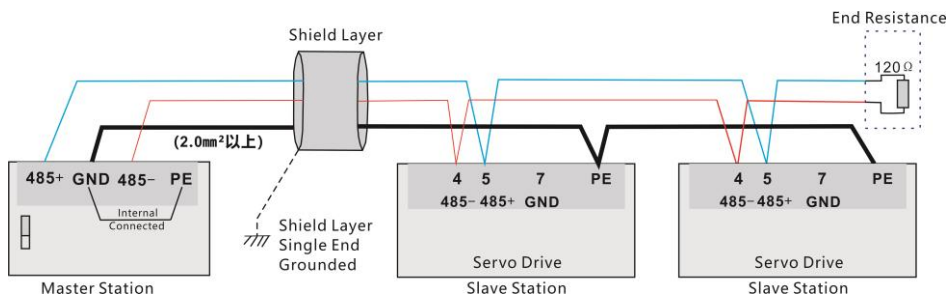 End Resistance
Shield Layer
120Ω
(2.0mm²以上)
485+ GND 485- PE
Internal
Connected
4 5 7 PE
485- 485+ GND
4 5 7 PE
485- 485+ GND
Shield Layer
Single End
Grounded
Servo Drive
Servo Drive
Master Station
Slave Station
Slave Station